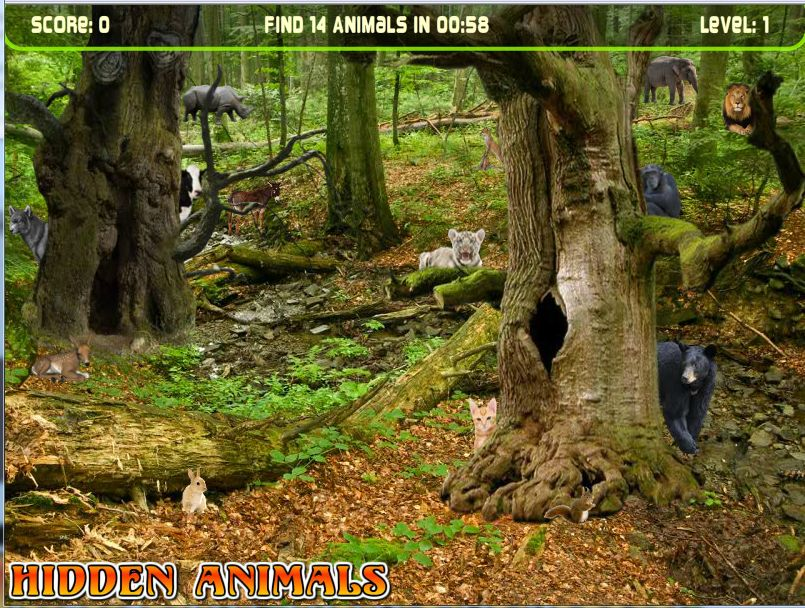 Score: 0 Find 14 animals in 00:58 Level: 1
HIDDEN ANIMALS